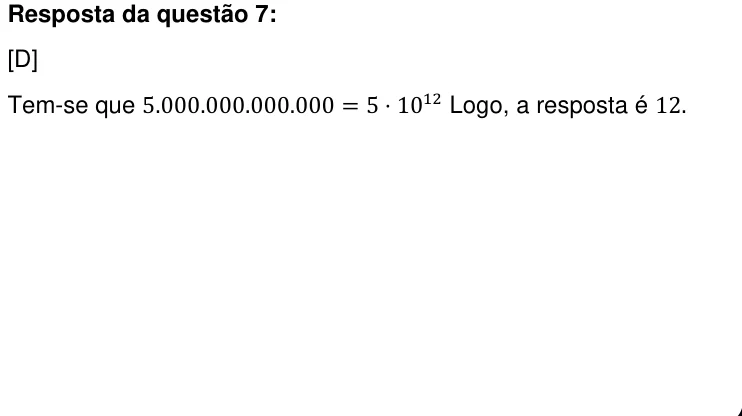 Resposta da questão 7:
[D]
Tem-se que 5.000.000.000.000 = 5 · 10¹² Logo, a resposta é 12.